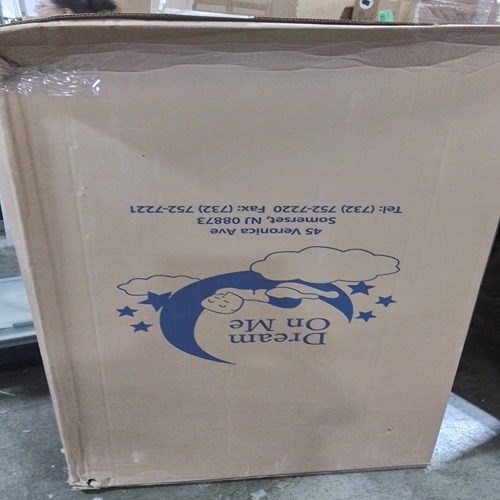 Dream
On Me
45 Veronica Ave
Somerset, NJ 08873
Tel: (732) 752-7220 Fax: (732) 752-7221